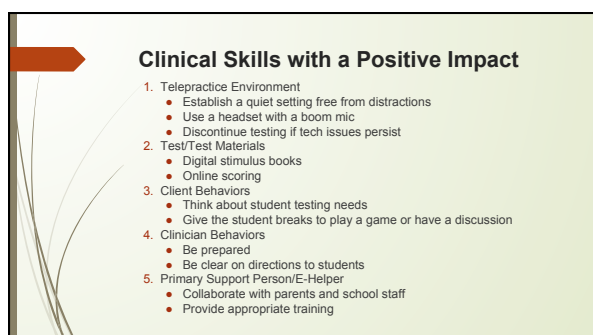 Clinical Skills with a Positive Impact
1. Telepractice Environment
● Establish a quiet setting free from distractions
● Use a headset with a boom mic
● Discontinue testing if tech issues persist
2. Test/Test Materials
● Digital stimulus books
● Online scoring
3. Client Behaviors
● Think about student testing needs
● Give the student breaks to play a game or have a discussion
4. Clinician Behaviors
● Be prepared
● Be clear on directions to students
5. Primary Support Person/E-Helper
● Collaborate with parents and school staff
● Provide appropriate training